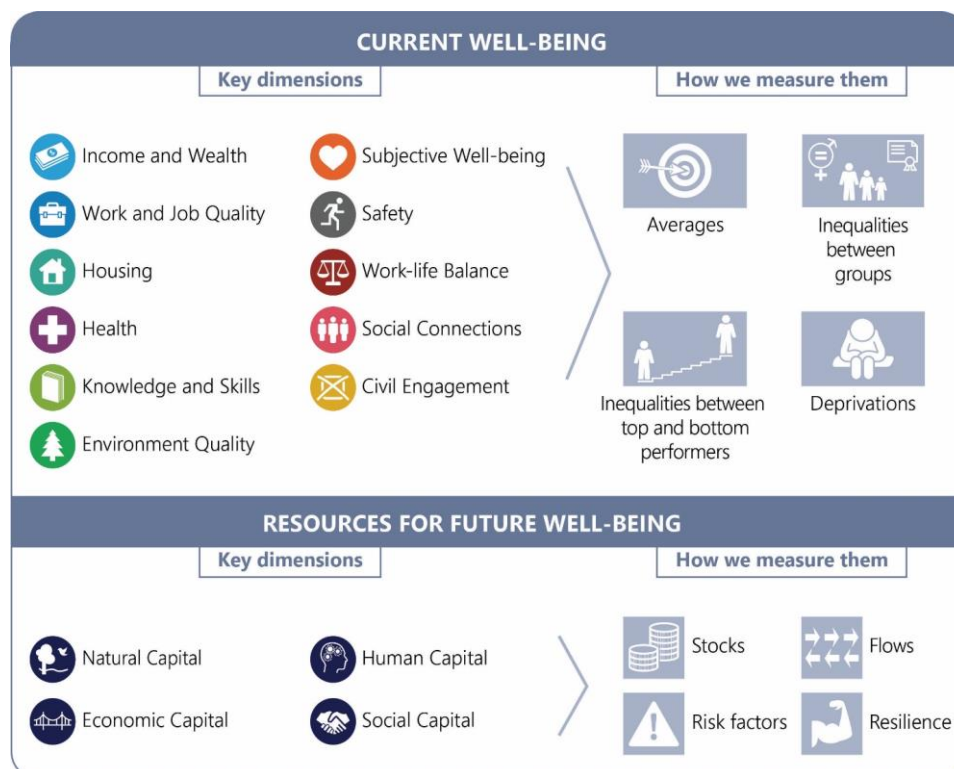 CURRENT WELL-BEING
Key dimensions
How we measure them
Income and Wealth
Work and Job Quality
Housing
Health
Knowledge and Skills
Environment Quality
Subjective Well-being
Safety
Work-life Balance
Social Connections
Civil Engagement
Averages
Inequalities
between
groups
Inequalities between
top and bottom
performers
Deprivations
RESOURCES FOR FUTURE WELL-BEING
Key dimensions
How we measure them
Natural Capital
Economic Capital
Human Capital
Social Capital
Stocks
Flows
Risk factors
Resilience